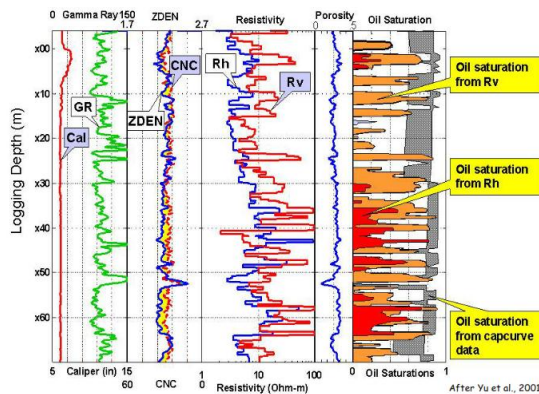 0 Gamma Ray 150
1.7 ZDEN 2.7
Resistivity
0 Porosity 5
Oil Saturation
Logging Depth (m)
x00
x10
x20
x30
x40
x50
x60
Cal
GR
CNC
ZDEN
Rh
Rv
Oil saturation
from Rv
Oil saturation
from Rh
Oil saturation
from capcurve
data
5 Caliper (in) 15
60 CNC 0
1 10 100
Resistivity (Ohm-m)
0 1
Oil Saturations
After Yu et al., 2001